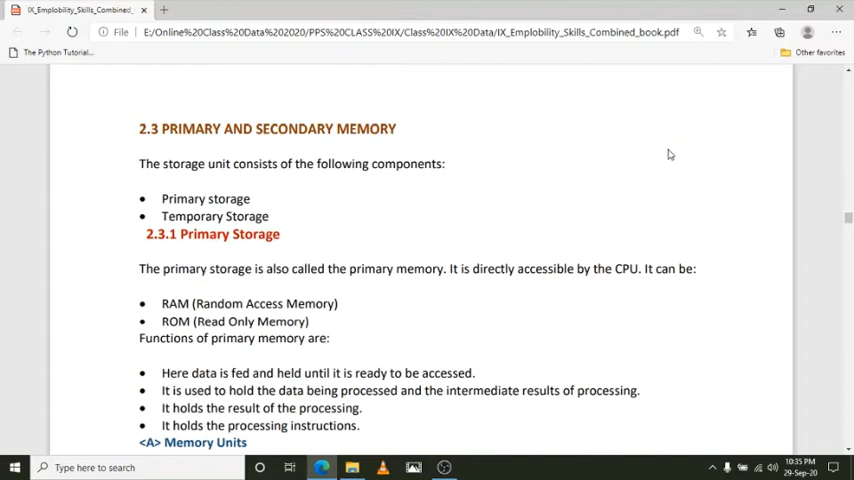 IX_Emplobility_Skills_Combined_
File
E:/Online%20Class%20Data%202020/PPS%20CLASS%20IX/Class%20IX%20Data/IX_Emplobility_Skills_Combined_book.pdf
The Python Tutorial...
Other favorites
2.3 PRIMARY AND SECONDARY MEMORY
The storage unit consists of the following components:
• Primary storage
• Temporary Storage
2.3.1 Primary Storage
The primary storage is also called the primary memory. It is directly accessible by the CPU. It can be:
• RAM (Random Access Memory)
• ROM (Read Only Memory)
Functions of primary memory are:
• Here data is fed and held until it is ready to be accessed.
• It is used to hold the data being processed and the intermediate results of processing.
• It holds the result of the processing.
• It holds the processing instructions.
<A> Memory Units
Type here to search
10:35 PM
29-Sep-20